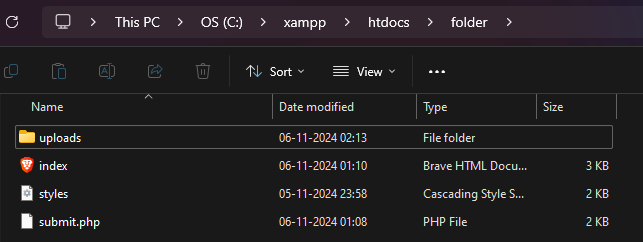 This PC > OS (C:) > xampp > htdocs > folder >
Sort View ...
Name Date modified Type Size
uploads 06-11-2024 02:13 File folder
index 06-11-2024 01:10 Brave HTML Docu... 3 KB
styles 05-11-2024 23:58 Cascading Style S... 2 KB
submit.php 06-11-2024 01:08 PHP File 2 KB